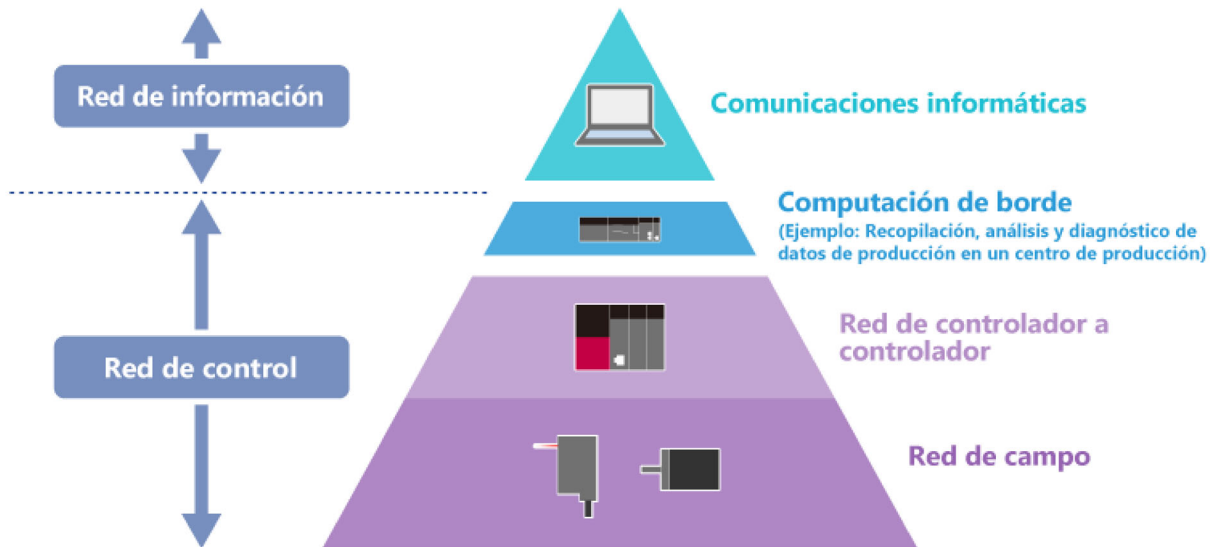 Red de información
Comunicaciones informáticas
Computación de borde
(Ejemplo: Recopilación, análisis y diagnóstico de
datos de producción en un centro de producción)
Red de controlador a
controlador
Red de control
Red de campo